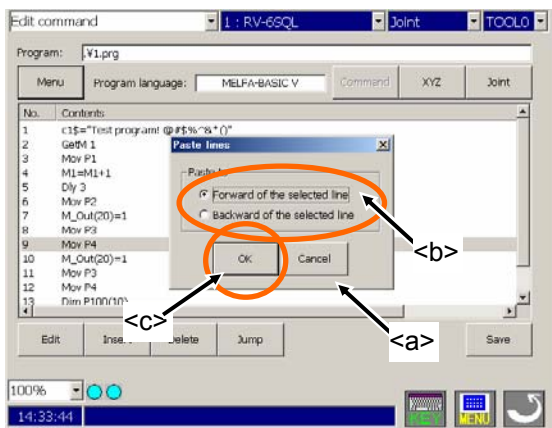 Edit command 1 : RV-6SQL Joint TOOL0
Program: .¥1.prg
Menu Program language: MELFA-BASIC V Command XYZ Joint
No. Contents
1 c1$="Test program! @#$%^&*()"
2 GetM 1
3 Mov P1
4 M1=M1+1
5 Dly 3
6 Mov P2
7 M_Out(20)=1
8 Mov P3
9 Mov P4
10 M_Out(20)=1
11 Mov P3
12 Mov P4
13 Dim P100(10)
Paste lines
Paste to
Forward of the selected line
Backward of the selected line
OK Cancel
<b>
<c>
<a>
Edit Insert Delete Jump Save
100%
14:33:44
KEY MENU